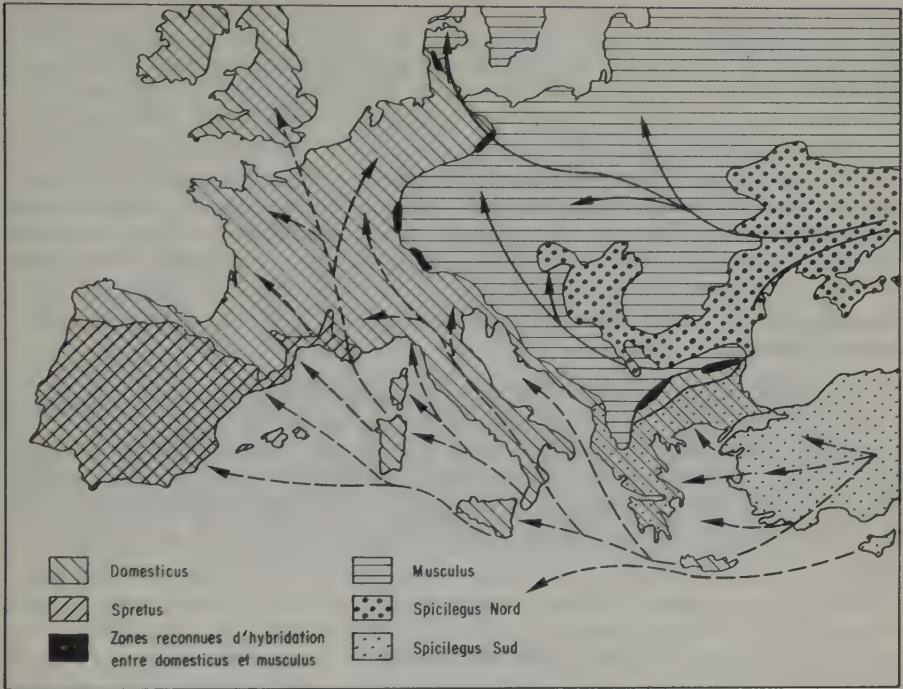 Domesticus
Spretus
Zones reconnues d'hybridation
entre domesticus et musculus
Musculus
Spicilegus Nord
Spicilegus Sud